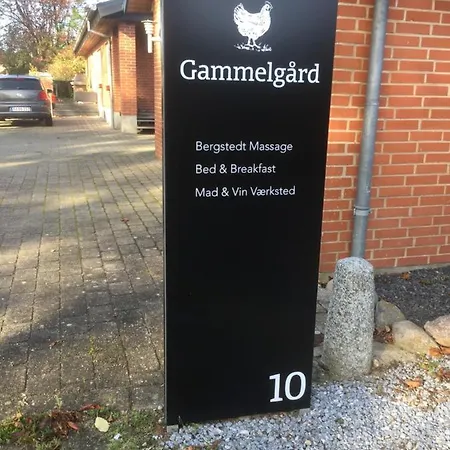 Gammelgård
Bergstedt Massage
Bed & Breakfast
Mad & Vin Værksted
10